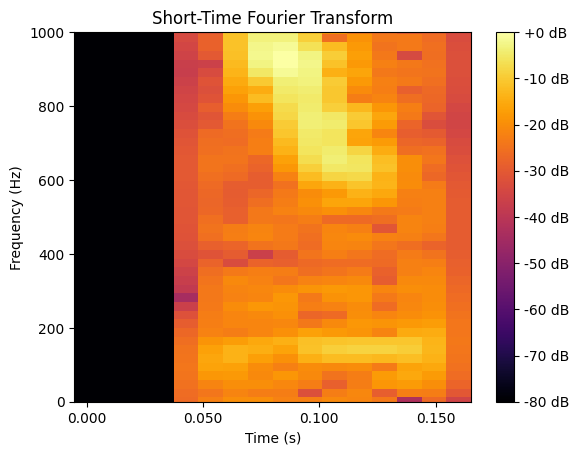 Short-Time Fourier Transform
1000
800
600
400
200
0
Frequency (Hz)
0.000
0.050
0.100
0.150
Time (s)
+0 dB
-10 dB
-20 dB
-30 dB
-40 dB
-50 dB
-60 dB
-70 dB
-80 dB